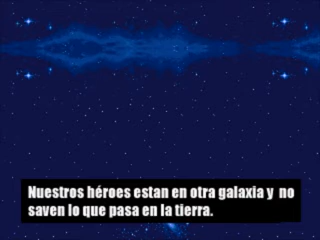 Nuestros héroes estan en otra galaxia y no
saven lo que pasa en la tierra.